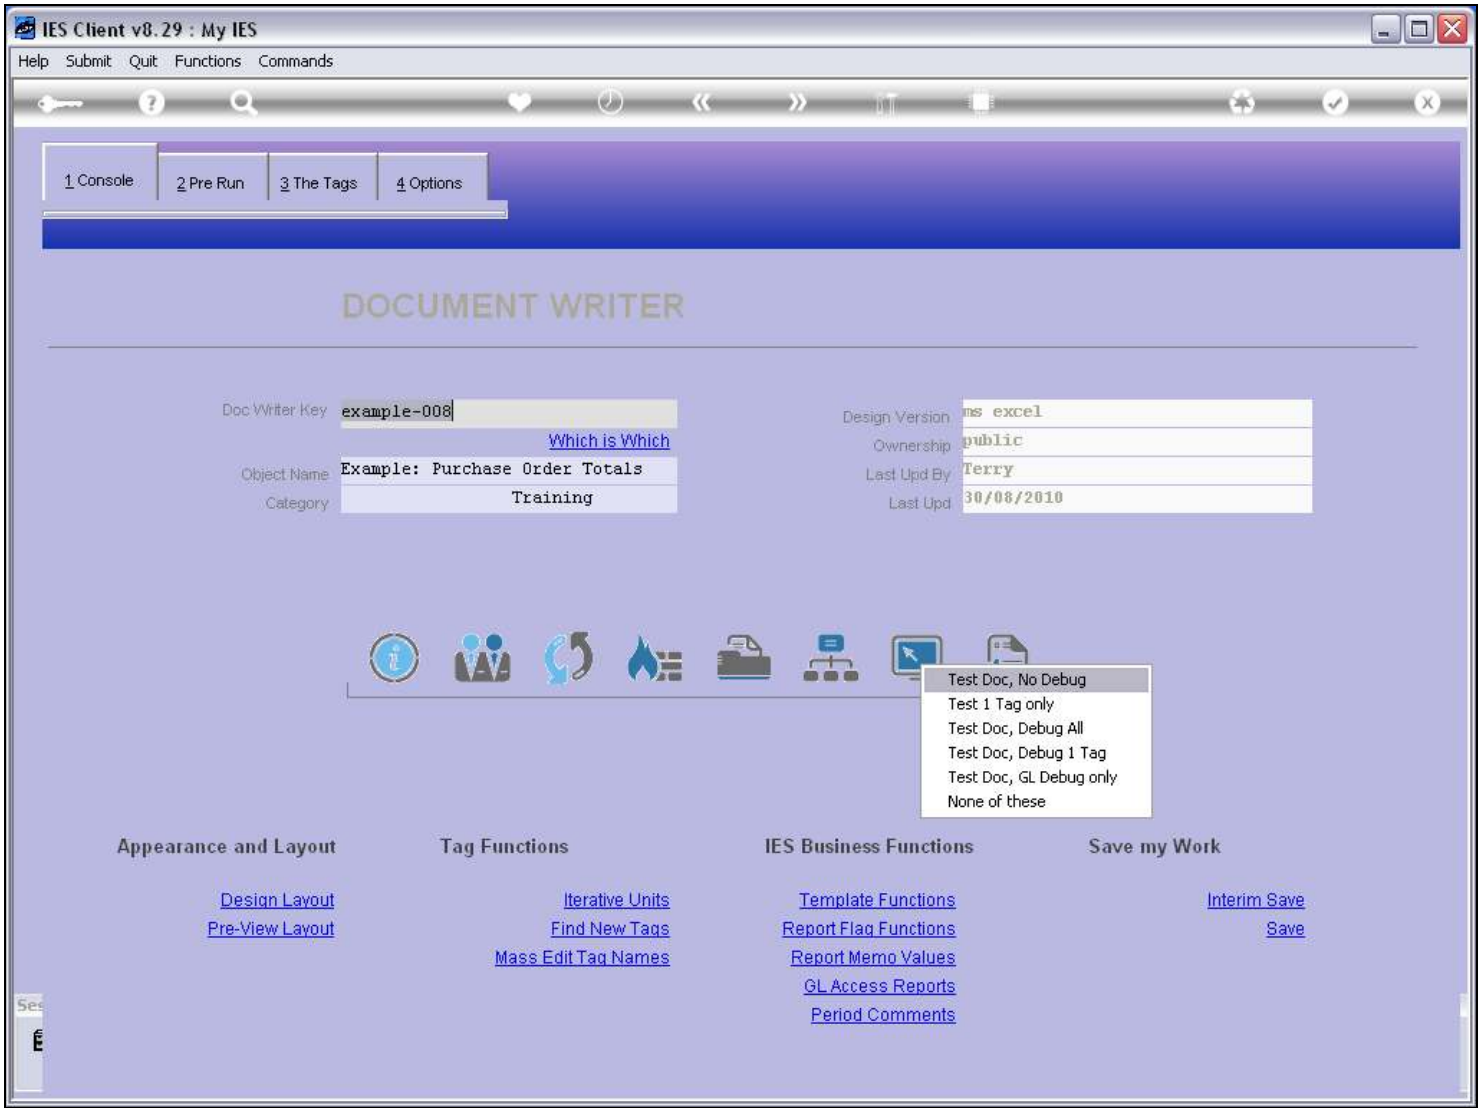 IES Client v8.29 : My IES
Help Submit Quit Functions Commands
1 Console 2 Pre Run 3 The Tags 4 Options
DOCUMENT WRITER
Doc Writer Key example-008
Which is Which
Object Name Example: Purchase Order Totals
Category Training
Design Version ms excel
Ownership public
Last Upd By Terry
Last Upd 30/08/2010
Test Doc, No Debug
Test 1 Tag only
Test Doc, Debug All
Test Doc, Debug 1 Tag
Test Doc, GL Debug only
None of these
Appearance and Layout
Design Layout
Pre-View Layout
Tag Functions
Iterative Units
Find New Tags
Mass Edit Tag Names
IES Business Functions
Template Functions
Report Flag Functions
Report Memo Values
GL Access Reports
Period Comments
Save my Work
Interim Save
Save